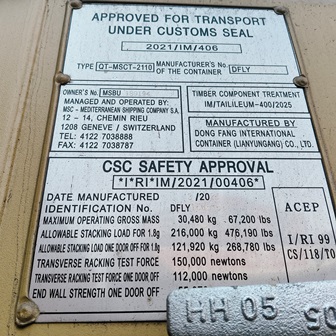 APPROVED FOR TRANSPORT
UNDER CUSTOMS SEAL
2021/IM/406
TYPE QT-MSCT-2110 MANUFACTURER'S No. OF THE CONTAINER DFLY
OWNER'S No. MSBU
MANAGED AND OPERATED BY:
MSC - MEDITERRANEAN SHIPPING COMPANY S.A.
12 - 14, CHEMIN RIEU
1208 GENEVE / SWITZERLAND
TEL: 4122 7038888
FAX: 4122 7038787
TIMBER COMPONENT TREATMENT
IM/TAILILEUM-400/2025
MANUFACTURED BY
DONG FANG INTERNATIONAL
CONTAINER (LIANYUNGANG) CO., LTD.
CSC SAFETY APPROVAL
*I*RI*IM/2021/00406*
DATE MANUFACTURED /20
IDENTIFICATION No. DFLY
MAXIMUM OPERATING GROSS MASS 30,480 kg 67,200 lbs
ALLOWABLE STACKING LOAD FOR 1.8g 216,000 kg 476,190 lbs
ALLOWABLE STACKING LOAD ONE DOOR OFF FOR 1.8g 121,920 kg 268,780 lbs
TRANSVERSE RACKING TEST FORCE 150,000 newtons
TRANSVERSE RACKING TEST FORCE ONE DOOR OFF 112,000 newtons
END WALL STRENGTH ONE DOOR OFF
ACEP
I/RI 99
CS/118/TO
HH 05